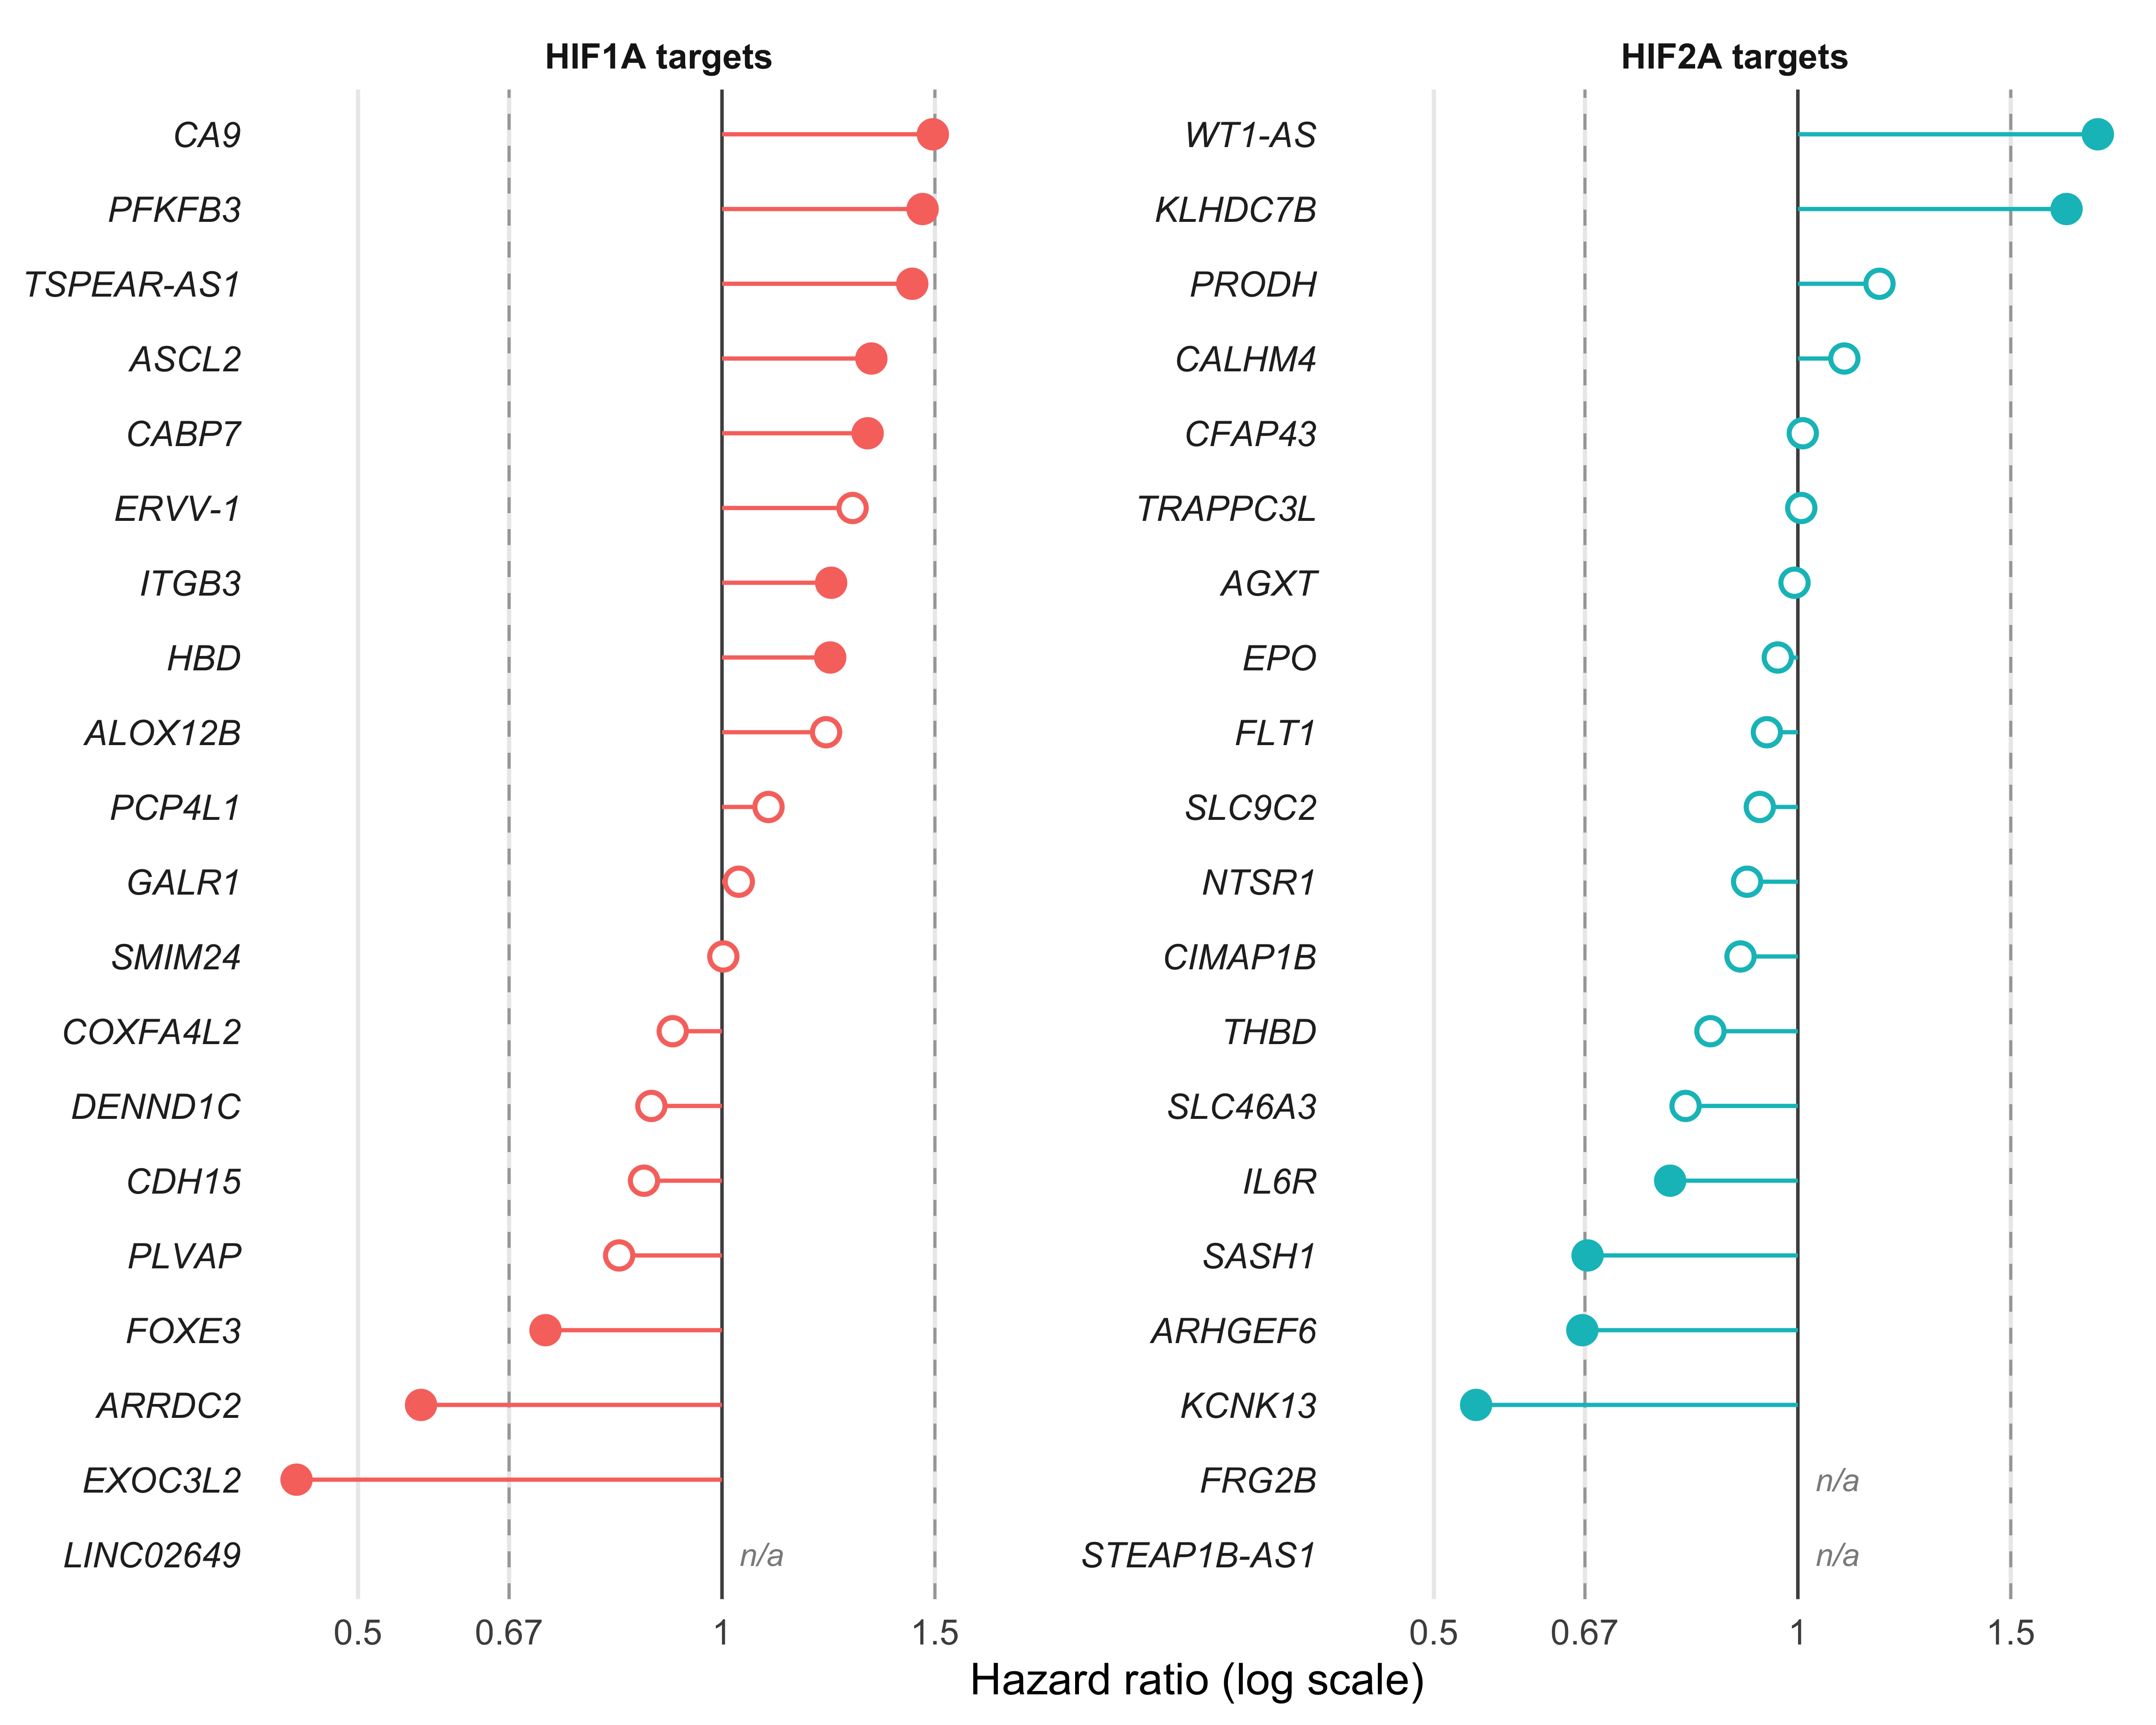 HIF1A targets
CA9
PFKFB3
TSPEAR-AS1
ASCL2
CABP7
ERVV-1
ITGB3
HBD
ALOX12B
PCP4L1
GALR1
SMIM24
COXFA4L2
DENND1C
CDH15
PLVAP
FOXE3
ARRDC2
EXOC3L2
LINC02649 n/a
0.5 0.67 1 1.5
HIF2A targets
WT1-AS
KLHDC7B
PRODH
CALHM4
CFAP43
TRAPPC3L
AGXT
EPO
FLT1
SLC9C2
NTSR1
CIMAP1B
THBD
SLC46A3
IL6R
SASH1
ARHGEF6
KCNK13
FRG2B n/a
STEAP1B-AS1 n/a
0.5 0.67 1 1.5
Hazard ratio (log scale)